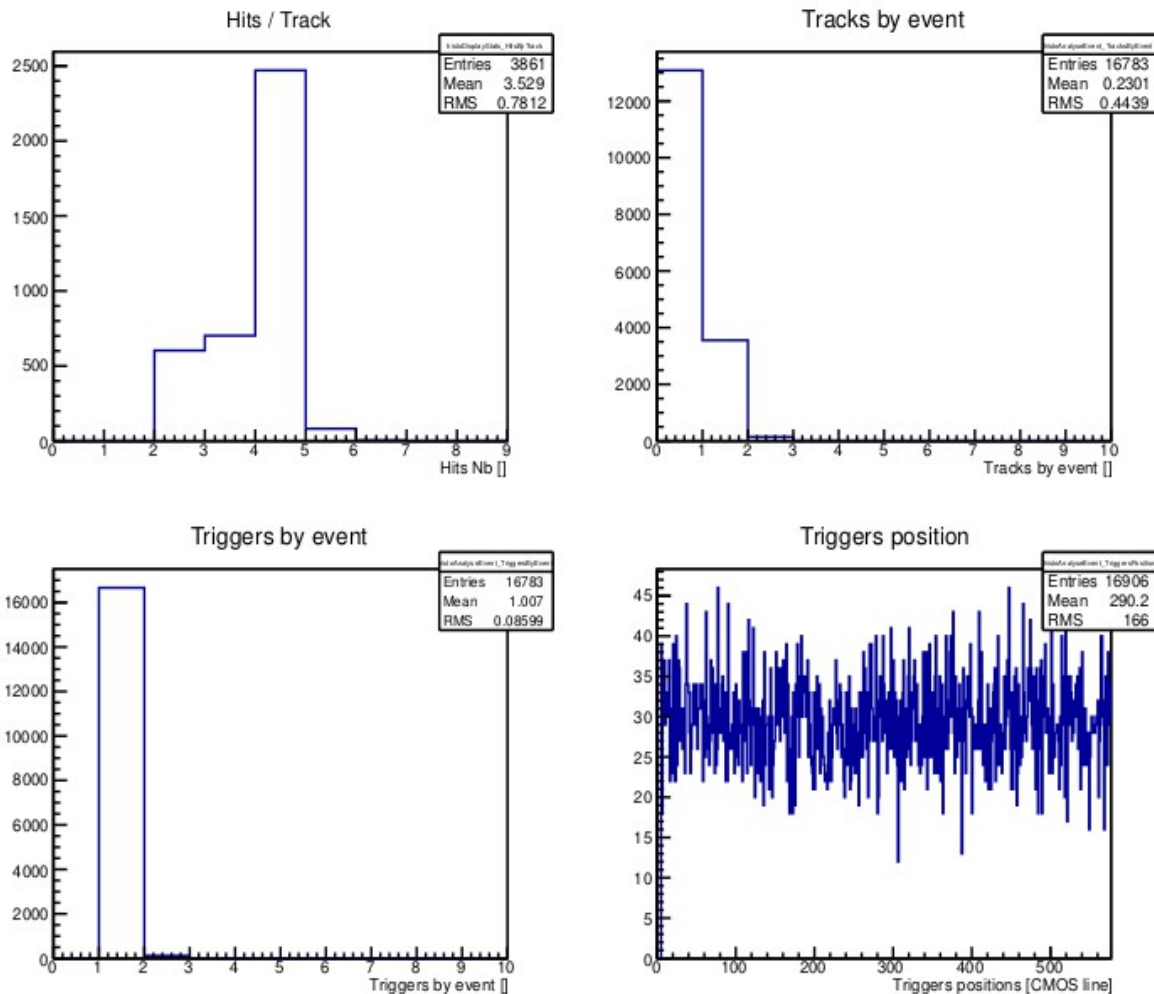 Hits / Track
Entries 3861
Mean 3.529
RMS 0.7812
2500
2000
1500
1000
500
0
0 1 2 3 4 5 6 7 8 9
Hits Nb []
Tracks by event
Entries 16783
Mean 0.2301
RMS 0.4439
12000
10000
8000
6000
4000
2000
0
0 1 2 3 4 5 6 7 8 9 10
Tracks by event []
Triggers by event
Entries 16783
Mean 1.007
RMS 0.08599
16000
14000
12000
10000
8000
6000
4000
2000
0
0 1 2 3 4 5 6 7 8 9 10
Triggers by event []
Triggers position
Entries 16906
Mean 290.2
RMS 166
45
40
35
30
25
20
15
10
5
0
0 100 200 300 400 500
Triggers positions [CMOS line]